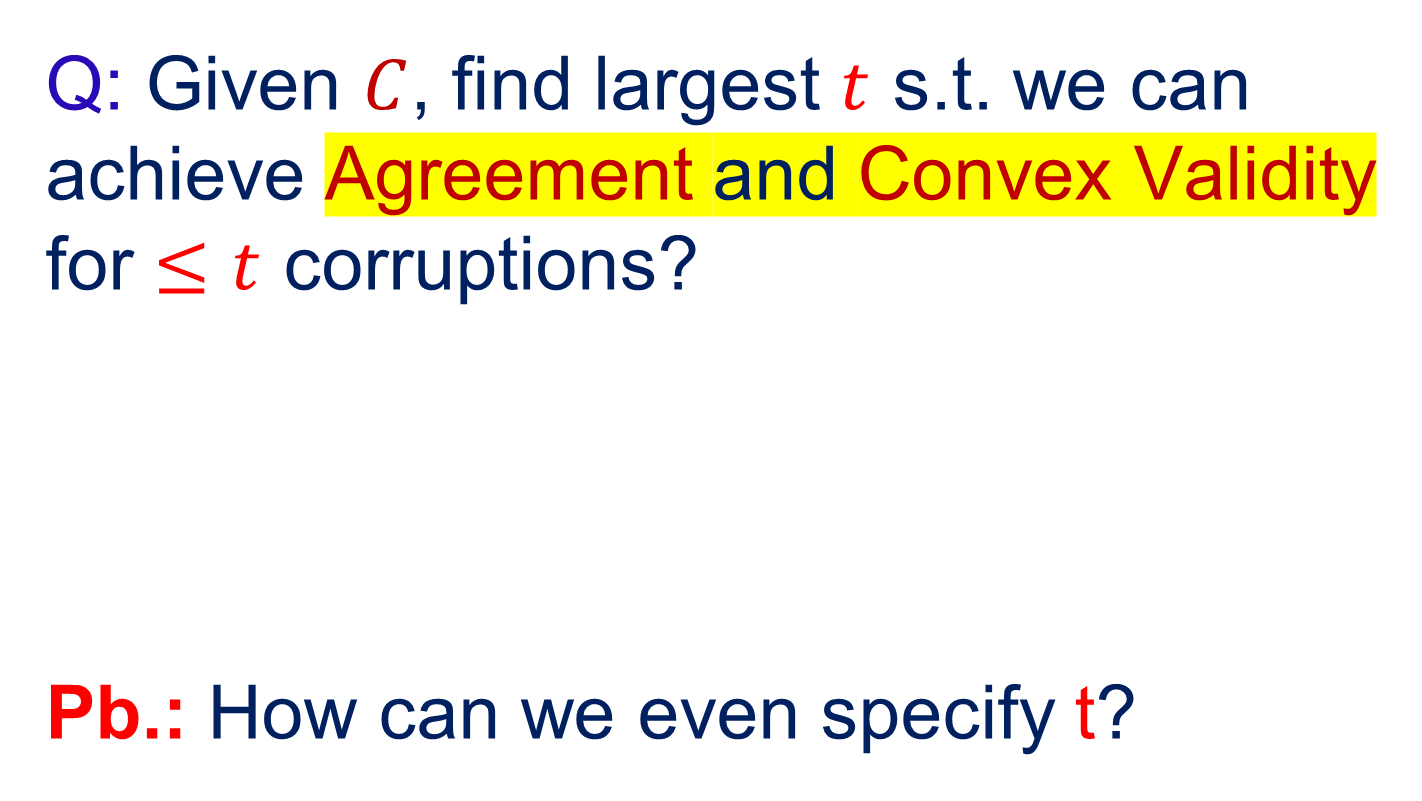 Q: Given C, find largest t s.t. we can
achieve Agreement and Convex Validity
for ≤ t corruptions?
Pb.: How can we even specify t?